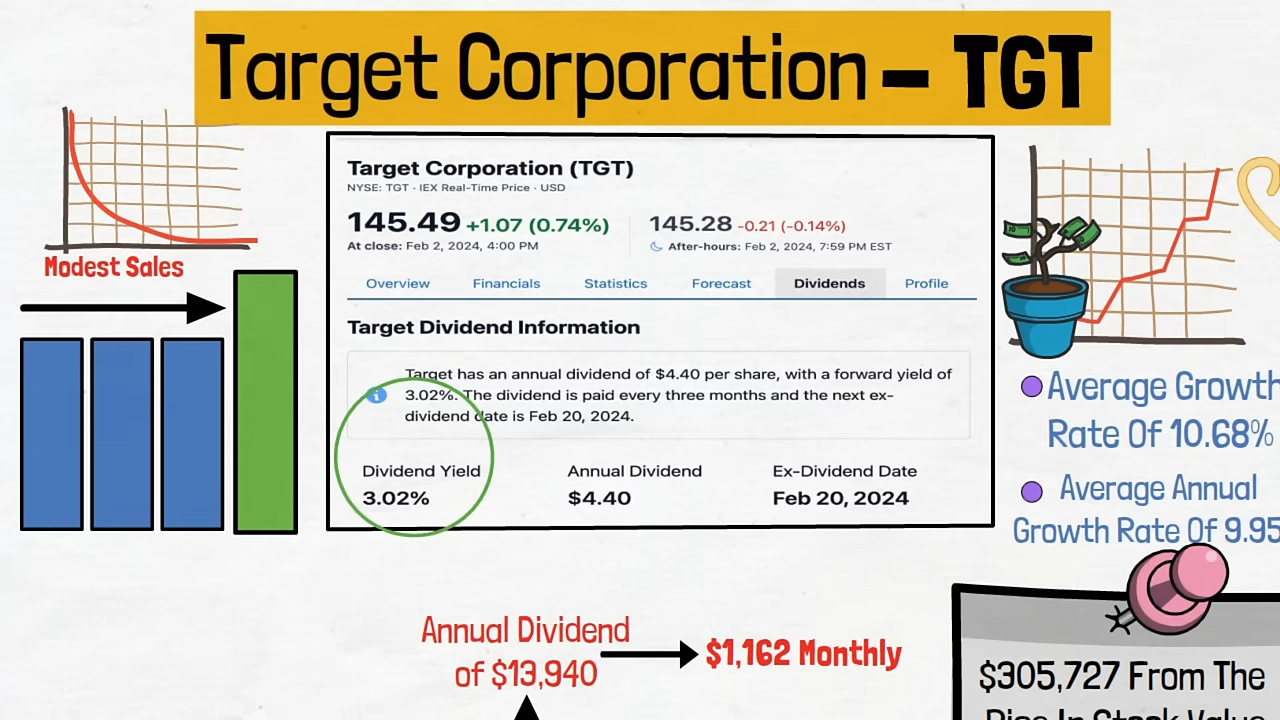 Target Corporation - TGT
Target Corporation (TGT)
NYSE: TGT · IEX Real-Time Price · USD
145.49 +1.07 (0.74%)
At close: Feb 2, 2024, 4:00 PM
145.28 -0.21 (-0.14%)
After-hours: Feb 2, 2024, 7:59 PM EST
Overview Financials Statistics Forecast Dividends Profile
Target Dividend Information
Target has an annual dividend of $4.40 per share, with a forward yield of
3.02%. The dividend is paid every three months and the next ex-
dividend date is Feb 20, 2024.
Dividend Yield Annual Dividend Ex-Dividend Date
3.02% $4.40 Feb 20, 2024
Modest Sales
Average Growth
Rate Of 10.68%
Average Annual
Growth Rate Of 9.95
Annual Dividend
of $13,940
$1,162 Monthly
$305,727 From The
Rise In Stock Value